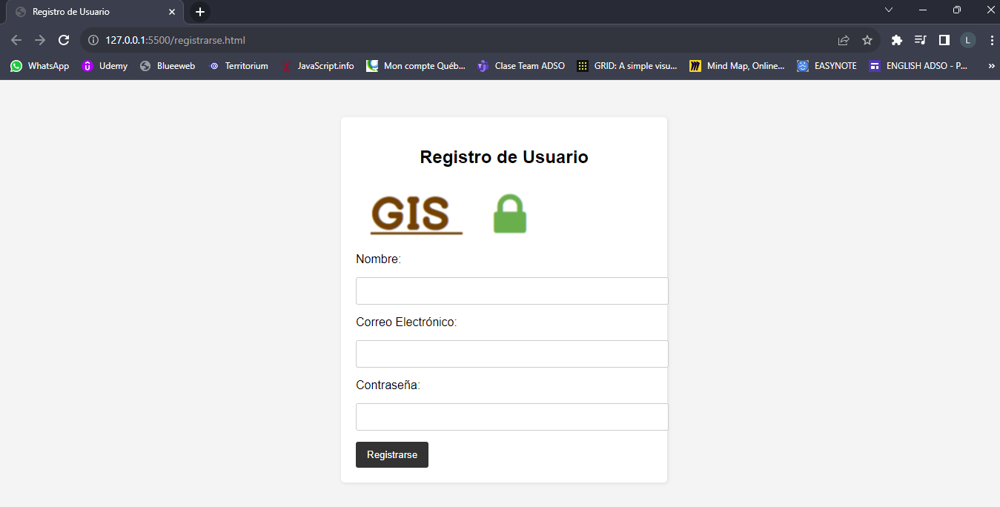 Registro de Usuario
127.0.0.1:5500/registrarse.html
L
WhatsApp Udemy Blueeweb Territorium JavaScript.info Mon compte Québ... Clase Team ADSO GRID: A simple visu... Mind Map, Online... EASYNOTE ENGLISH ADSO - P... »
Registro de Usuario
GIS
Nombre:
Correo Electrónico:
Contraseña:
Registrarse